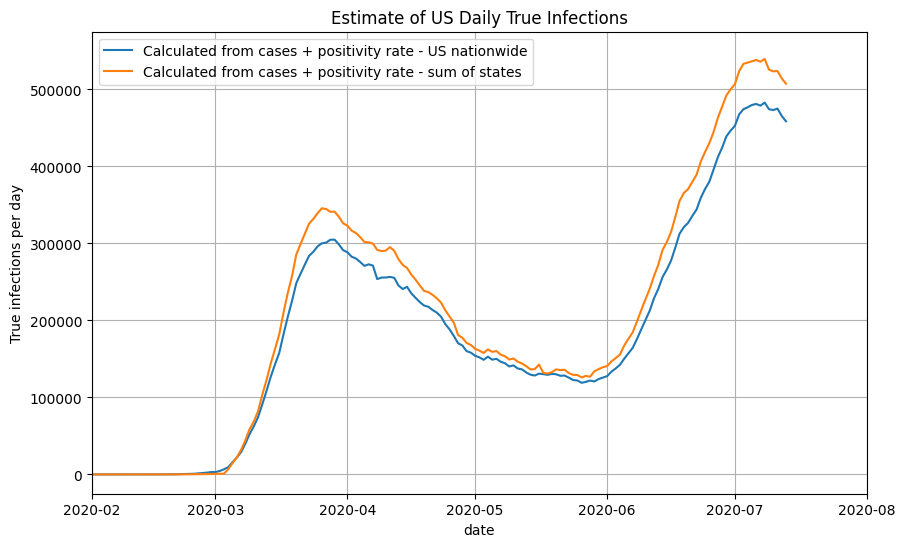 Estimate of US Daily True Infections
Calculated from cases + positivity rate - US nationwide
Calculated from cases + positivity rate - sum of states
True infections per day
500000
400000
300000
200000
100000
0
2020-02 2020-03 2020-04 2020-05 2020-06 2020-07 2020-08
date